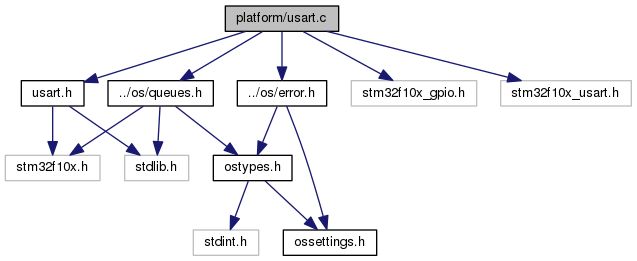 platform/usart.c
usart.h
../os/queues.h
../os/error.h
stm32f10x_gpio.h
stm32f10x_usart.h
stm32f10x.h
stdlib.h
ostypes.h
stdint.h
ossettings.h